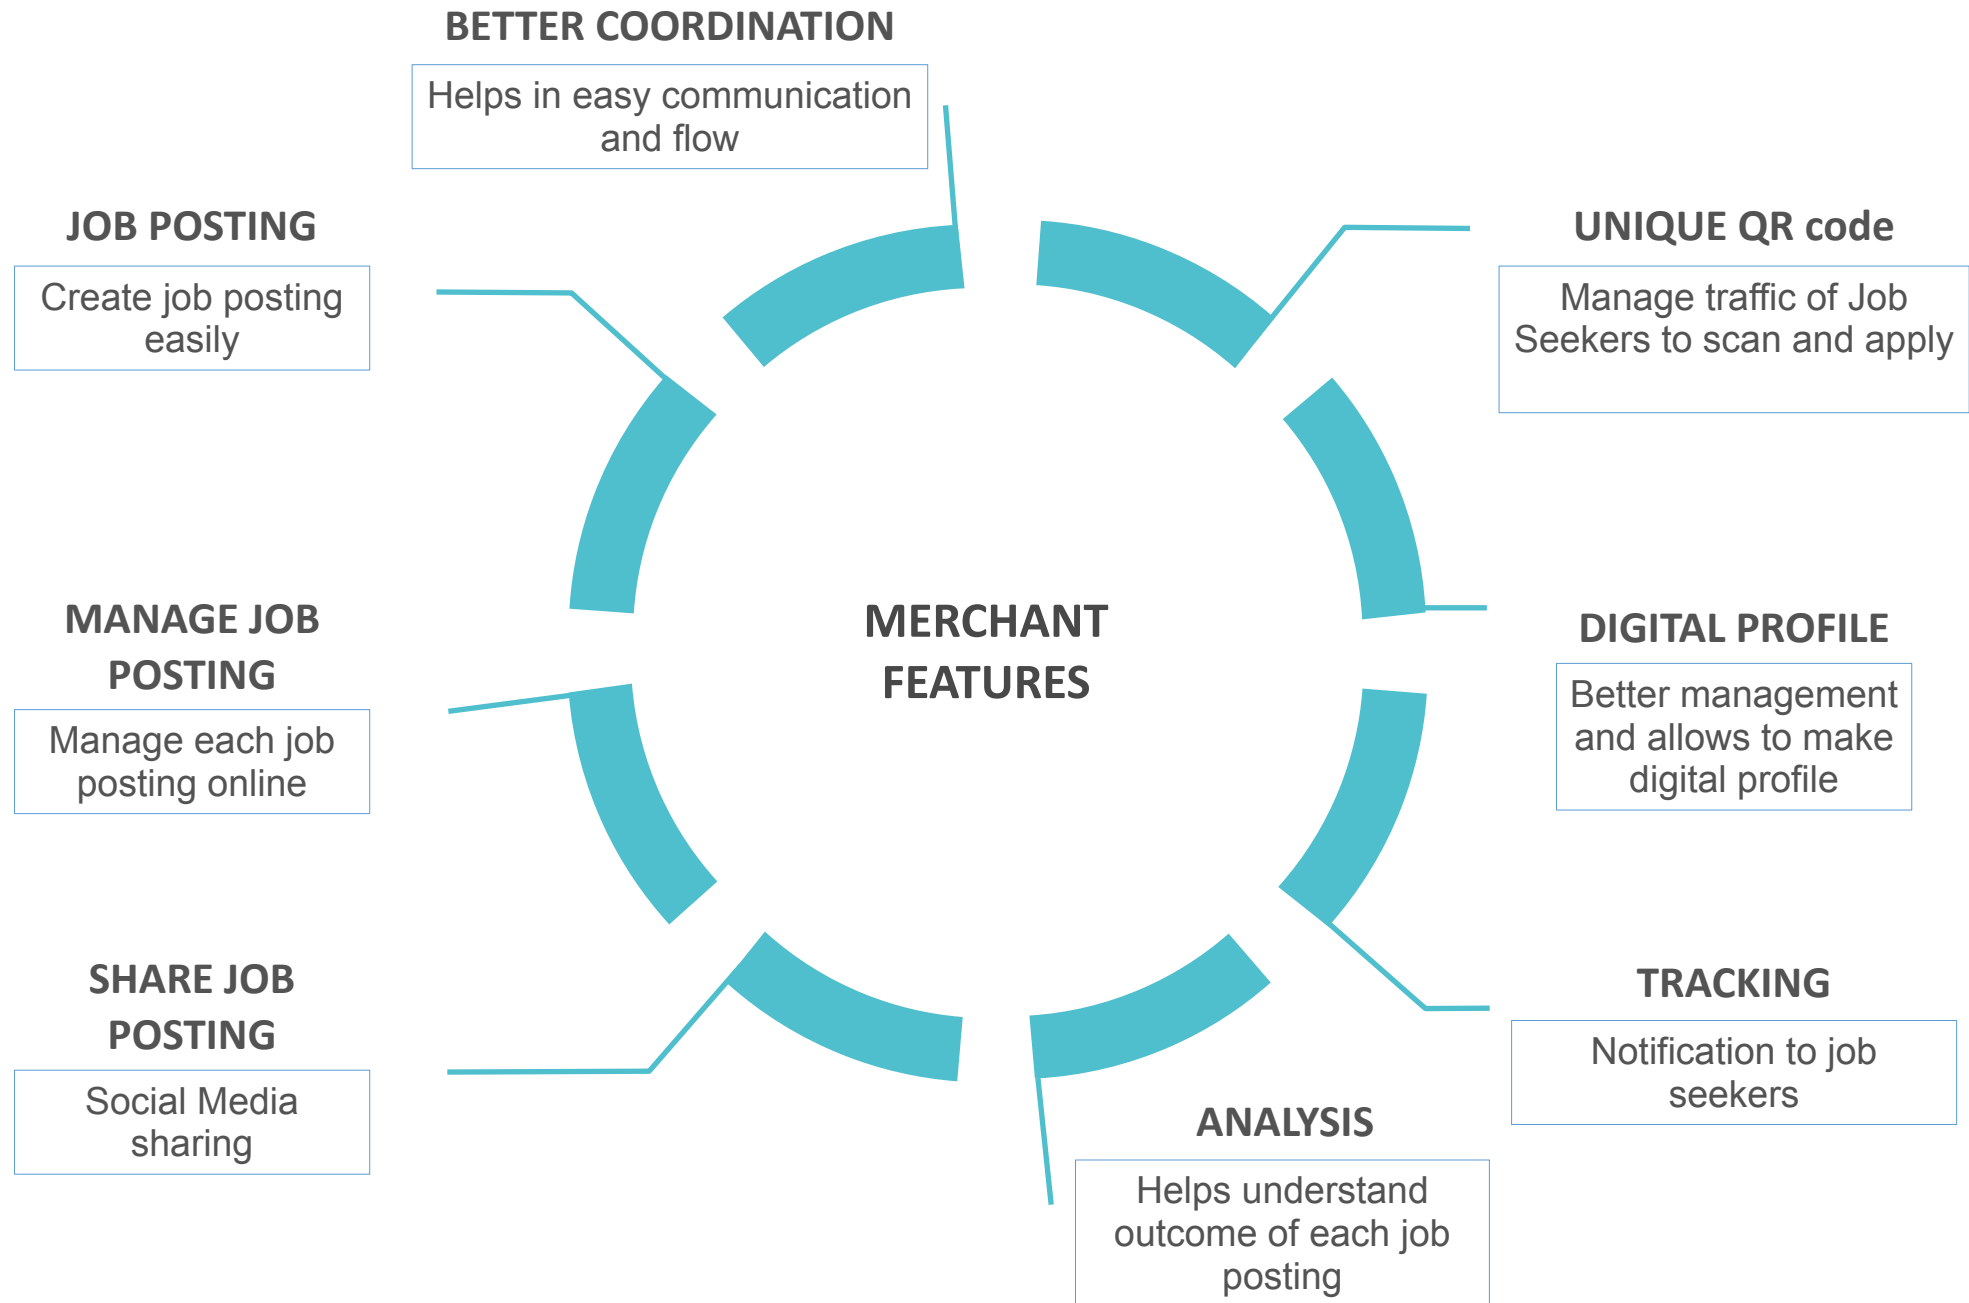 BETTER COORDINATION
Helps in easy communication
and flow
JOB POSTING
Create job posting
easily
UNIQUE QR code
Manage traffic of Job
Seekers to scan and apply
MERCHANT
FEATURES
MANAGE JOB
POSTING
Manage each job
posting online
DIGITAL PROFILE
Better management
and allows to make
digital profile
SHARE JOB
POSTING
Social Media
sharing
TRACKING
Notification to job
seekers
ANALYSIS
Helps understand
outcome of each job
posting